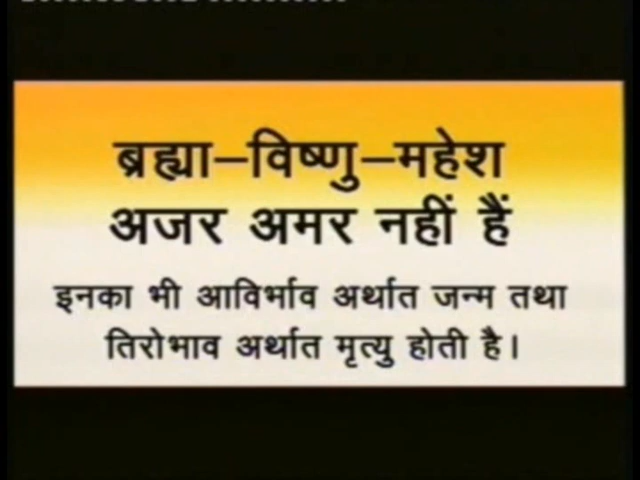 ब्रह्या–विष्णु–महेश
अजर अमर नहीं हैं
इनका भी आविर्भाव अर्थात जन्म तथा
तिरोभाव अर्थात मृत्यु होती है।